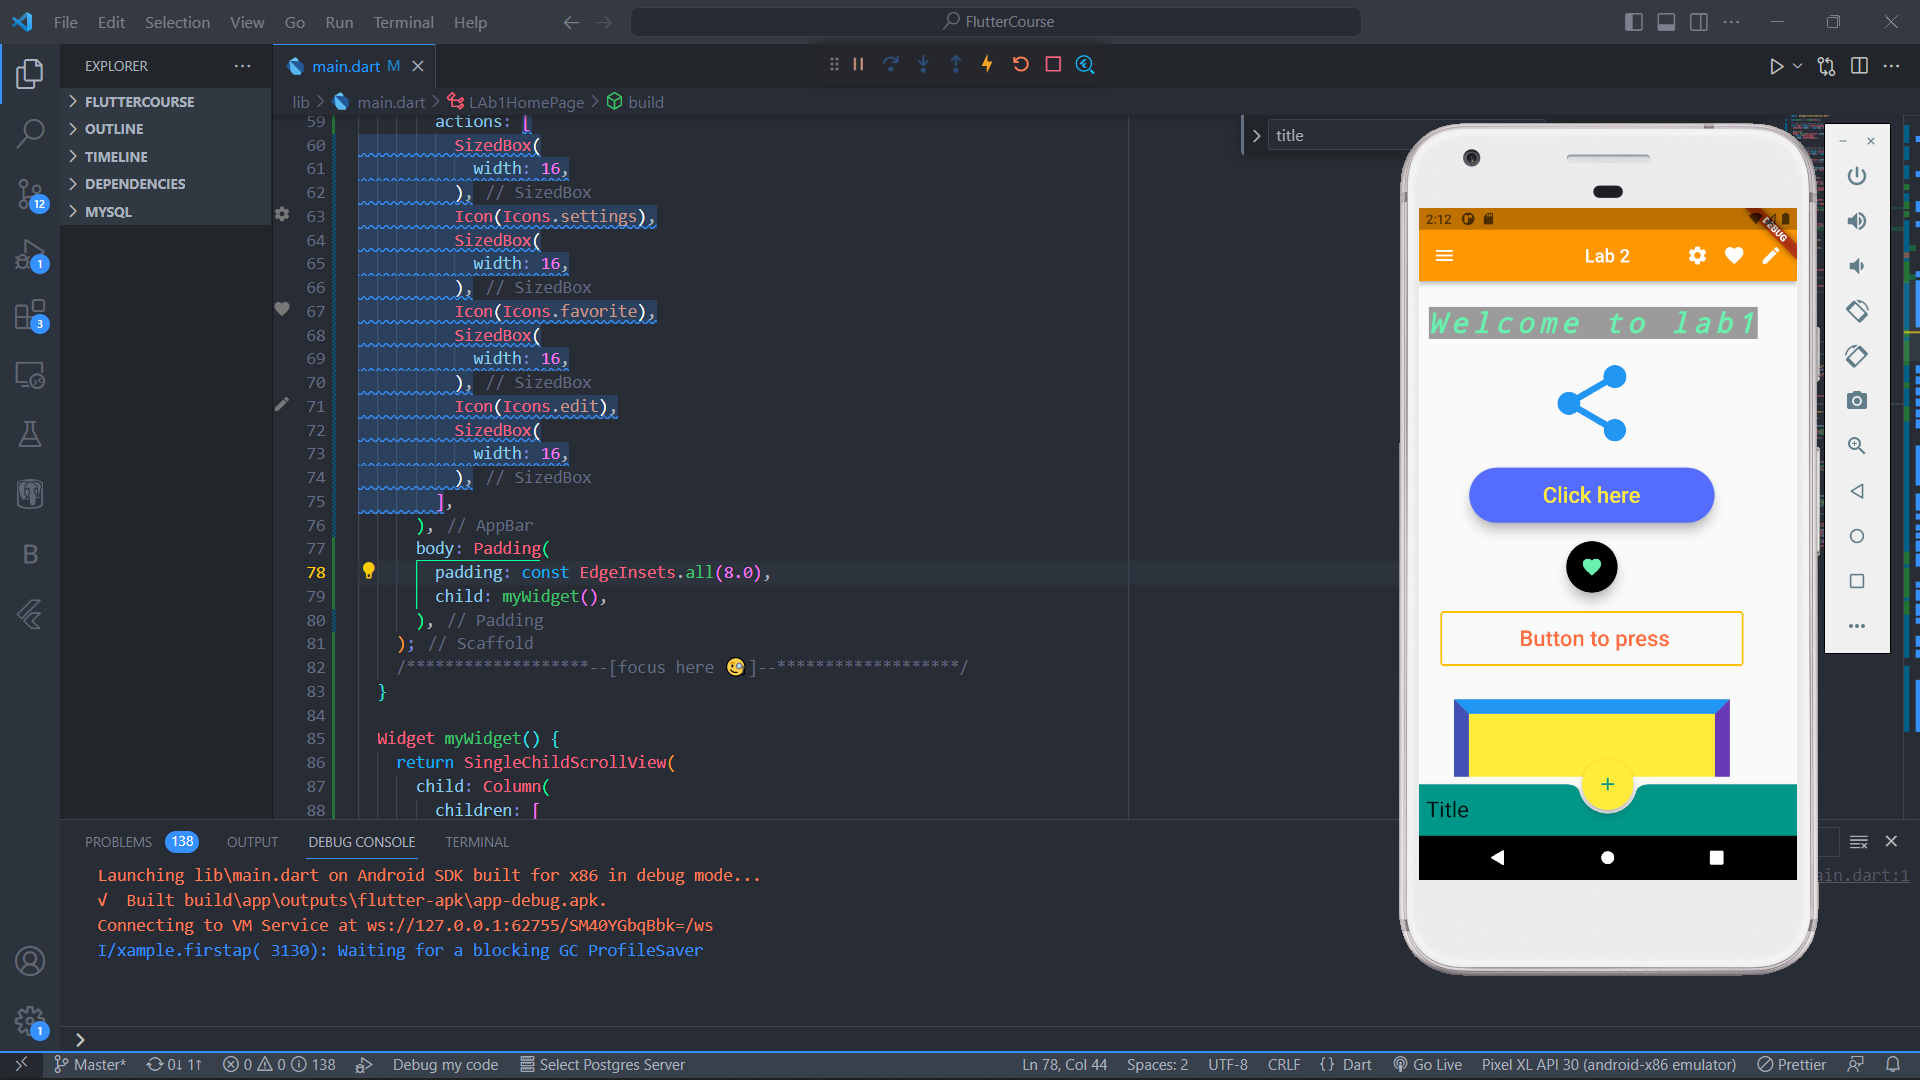 File Edit Selection View Go Run Terminal Help
FlutterCourse
EXPLORER
FLUTTERCOURSE
OUTLINE
TIMELINE
DEPENDENCIES
MYSQL
12
1
3
B
1
main.dart M
lib > main.dart > LAb1HomePage > build
title
59 actions: [
60 SizedBox(
61 width: 16,
62 ), // SizedBox
63 Icon(Icons.settings),
64 SizedBox(
65 width: 16,
66 ), // SizedBox
67 Icon(Icons.favorite),
68 SizedBox(
69 width: 16,
70 ), // SizedBox
71 Icon(Icons.edit),
72 SizedBox(
73 width: 16,
74 ), // SizedBox
75 ],
76 ), // AppBar
77 body: Padding(
78 padding: const EdgeInsets.all(8.0),
79 child: myWidget(),
80 ), // Padding
81 ); // Scaffold
82 /*******************--[focus here 🧐]--*******************/
83 }
84
85 Widget myWidget() {
86 return SingleChildScrollView(
87 child: Column(
88 children: [
2:12
DEBUG
Lab 2
Welcome to lab1
Click here
Button to press
+
Title
PROBLEMS 138 OUTPUT DEBUG CONSOLE TERMINAL
Launching lib\main.dart on Android SDK built for x86 in debug mode...
√ Built build\app\outputs\flutter-apk\app-debug.apk.
Connecting to VM Service at ws://127.0.0.1:62755/SM40YGbqBbk=/ws
I/xample.firstap( 3130): Waiting for a blocking GC ProfileSaver
ain.dart:1
Master* 0↓ 1↑ 0 0 138 Debug my code Select Postgres Server Ln 78, Col 44 Spaces: 2 UTF-8 CRLF {} Dart Go Live Pixel XL API 30 (android-x86 emulator) Prettier